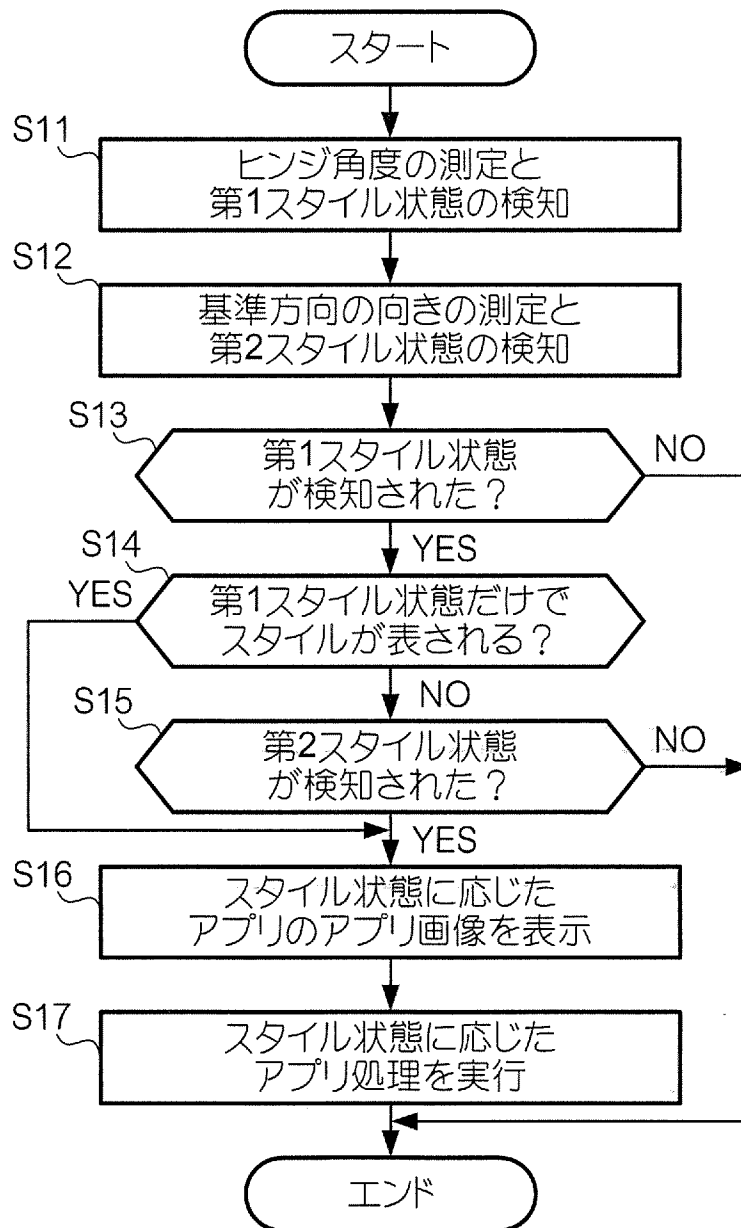 スタート
S11
ヒンジ角度の測定と
第1スタイル状態の検知
S12
基準方向の向きの測定と
第2スタイル状態の検知
S13
第1スタイル状態
が検知された？
NO
YES
S14
YES
第1スタイル状態だけで
スタイルが表される？
NO
S15
第2スタイル状態
が検知された？
NO
YES
S16
スタイル状態に応じた
アプリのアプリ画像を表示
S17
スタイル状態に応じた
アプリ処理を実行
エンド